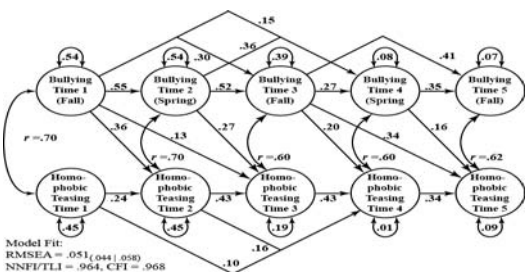 .15
.36
.54
.54
.39
.08
.07
.30
.41
Bullying Time 1 (Fall)
.55
Bullying Time 2 (Spring)
.52
Bullying Time 3 (Fall)
.27
Bullying Time 4 (Spring
.35
Bullying Time 5 (Fall)
.36
.13
.27
.20
.34
.16
r = .70
r = .70
r = .60
r = .60
r = .62
Homo-phobic Teasing Time 1
.24
Homo-phobic Teasing Time 2
.43
Homo-phobic Teasing Time 3
.43
Homo-phobic Teasing Time 4
.34
Homo-phobic Teasing Time 5
.45
.45
.19
.01
.09
.16
.10
Model Fit:
RMSEA = .051(.044 | .058)
NNFI/TLI = .964, CFI = .968